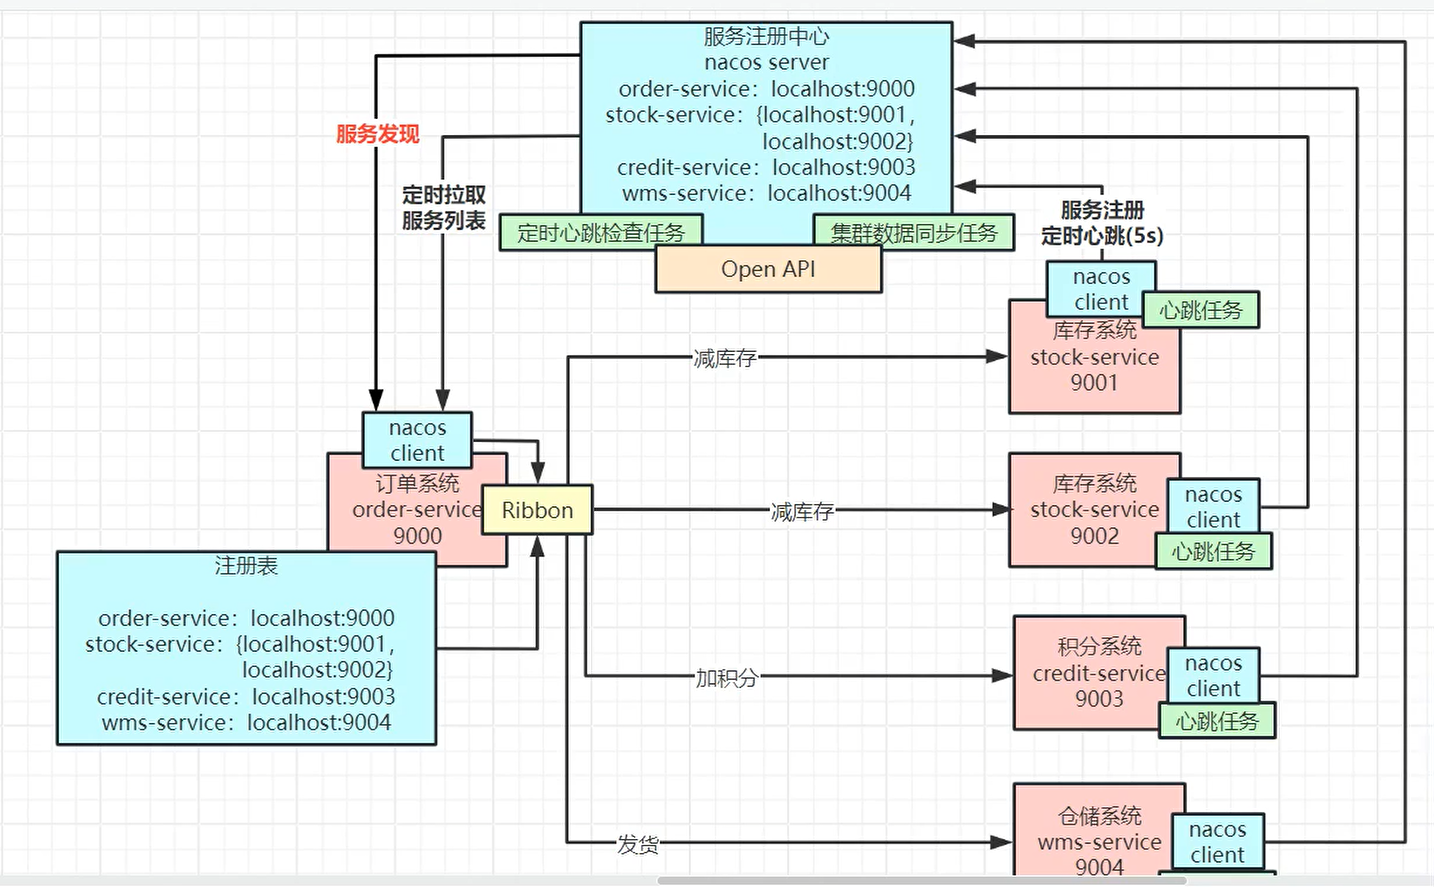 服务注册中心
nacos server
order-service：localhost:9000
stock-service：{localhost:9001，
localhost:9002}
credit-service：localhost:9003
wms-service：localhost:9004
服务发现
定时拉取
服务列表
定时心跳检查任务
集群数据同步任务
Open API
服务注册
定时心跳(5s)
nacos
client
心跳任务
库存系统
stock-service
9001
减库存
nacos
client
订单系统
order-service
9000
Ribbon
减库存
库存系统
stock-service
9002
nacos
client
心跳任务
注册表
order-service：localhost:9000
stock-service：{localhost:9001，
localhost:9002}
credit-service：localhost:9003
wms-service：localhost:9004
加积分
积分系统
credit-service
9003
nacos
client
心跳任务
发货
仓储系统
wms-service
9004
nacos
client